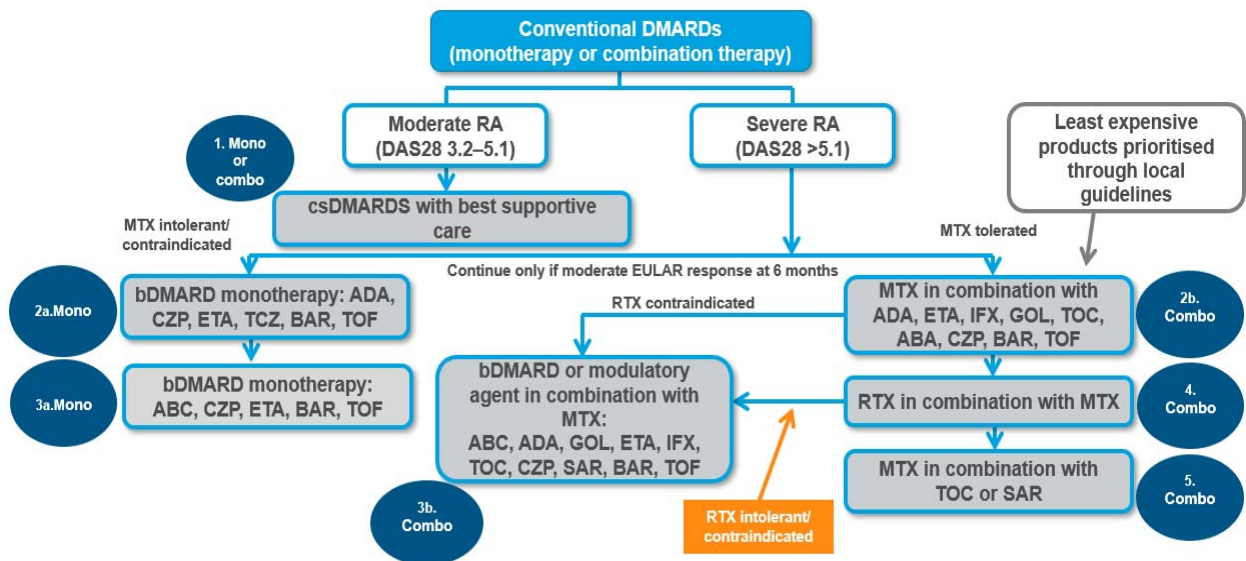 Conventional DMARDs
(monotherapy or combination therapy)
Moderate RA
(DAS28 3.2–5.1)
Severe RA
(DAS28 >5.1)
Least expensive
products prioritised
through local
guidelines
1. Mono
or
combo
csDMARDS with best supportive
care
MTX intolerant/
contraindicated
MTX tolerated
Continue only if moderate EULAR response at 6 months
2a.Mono
bDMARD monotherapy: ADA,
CZP, ETA, TCZ, BAR, TOF
RTX contraindicated
MTX in combination with
ADA, ETA, IFX, GOL, TOC,
ABA, CZP, BAR, TOF
2b.
Combo
3a.Mono
bDMARD monotherapy:
ABC, CZP, ETA, BAR, TOF
bDMARD or modulatory
agent in combination with
MTX:
ABC, ADA, GOL, ETA, IFX,
TOC, CZP, SAR, BAR, TOF
RTX in combination with MTX
4.
Combo
MTX in combination with
TOC or SAR
5.
Combo
3b.
Combo
RTX intolerant/
contraindicated